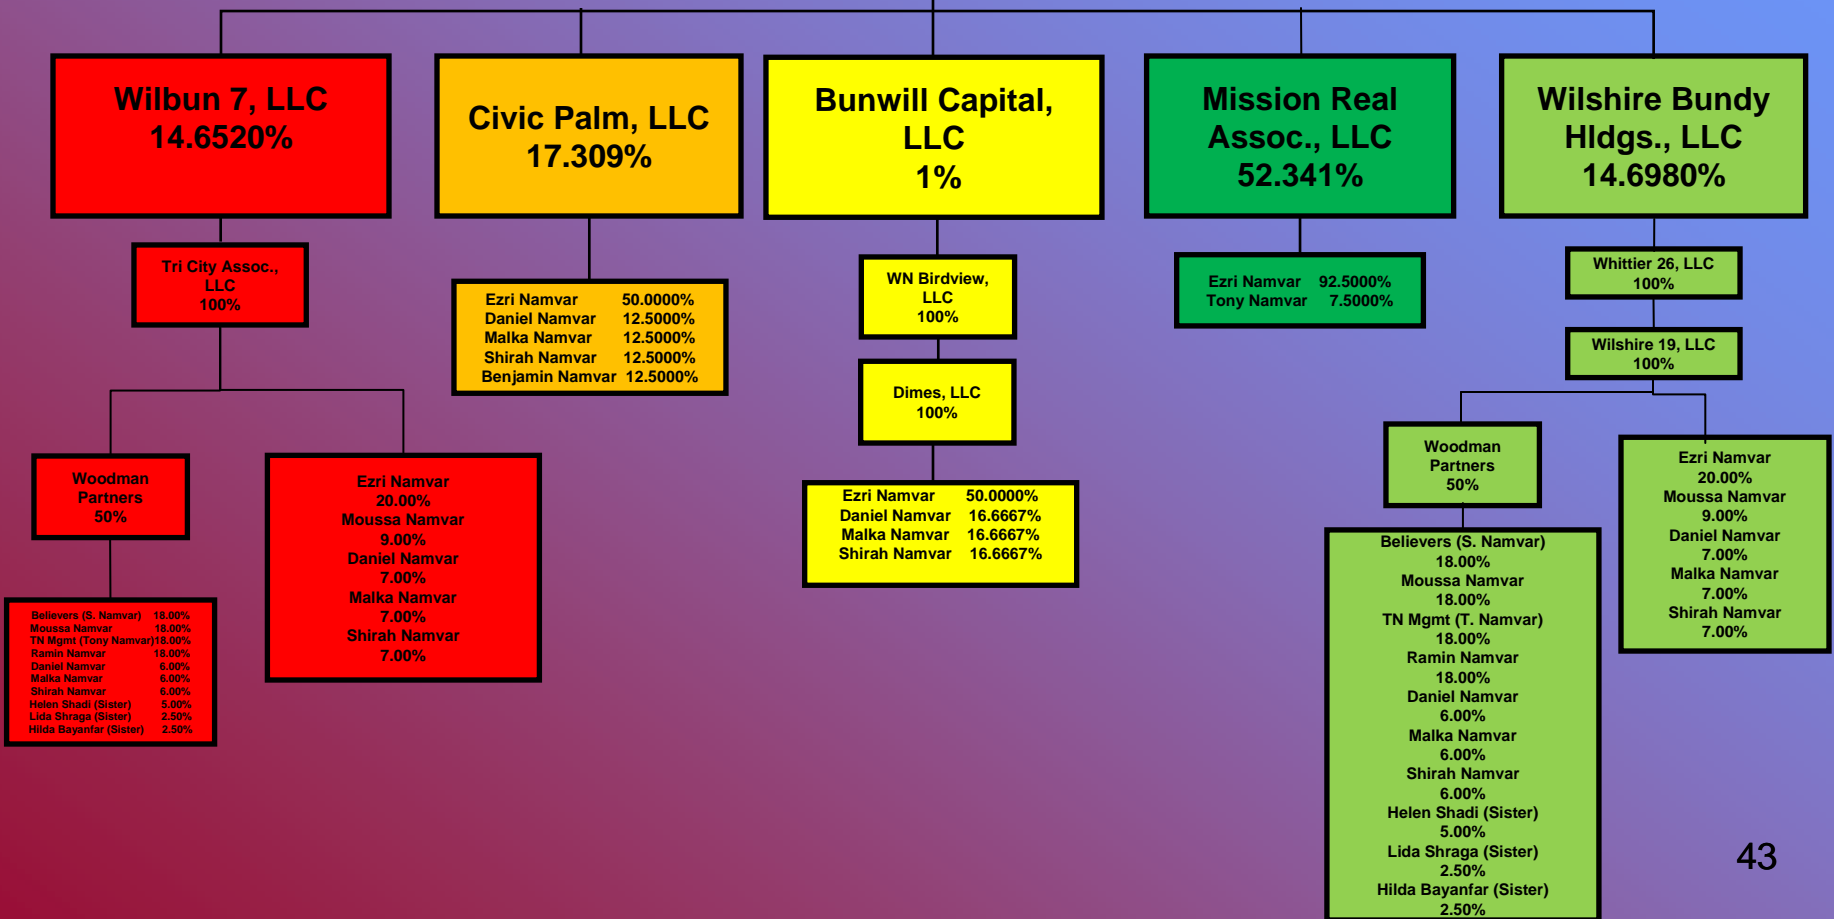 Wilbun 7, LLC
14.6520%
Civic Palm, LLC
17.309%
Bunwill Capital,
LLC
1%
Mission Real
Assoc., LLC
52.341%
Wilshire Bundy
Hldgs., LLC
14.6980%
Tri City Assoc.,
LLC
100%
Woodman
Partners
50%
Believers (S. Namvar) 18.00%
Moussa Namvar 18.00%
TN Mgmt (Tony Namvar)18.00%
Ramin Namvar 18.00%
Daniel Namvar 6.00%
Malka Namvar 6.00%
Shirah Namvar 6.00%
Helen Shadi (Sister) 5.00%
Lida Shraga (Sister) 2.50%
Hilda Bayanfar (Sister) 2.50%
Ezri Namvar
20.00%
Moussa Namvar
9.00%
Daniel Namvar
7.00%
Malka Namvar
7.00%
Shirah Namvar
7.00%
Ezri Namvar 50.0000%
Daniel Namvar 12.5000%
Malka Namvar 12.5000%
Shirah Namvar 12.5000%
Benjamin Namvar 12.5000%
WN Birdview,
LLC
100%
Dimes, LLC
100%
Ezri Namvar 50.0000%
Daniel Namvar 16.6667%
Malka Namvar 16.6667%
Shirah Namvar 16.6667%
Ezri Namvar 92.5000%
Tony Namvar 7.5000%
Whittier 26, LLC
100%
Wilshire 19, LLC
100%
Woodman
Partners
50%
Believers (S. Namvar)
18.00%
Moussa Namvar
18.00%
TN Mgmt (T. Namvar)
18.00%
Ramin Namvar
18.00%
Daniel Namvar
6.00%
Malka Namvar
6.00%
Shirah Namvar
6.00%
Helen Shadi (Sister)
5.00%
Lida Shraga (Sister)
2.50%
Hilda Bayanfar (Sister)
2.50%
Ezri Namvar
20.00%
Moussa Namvar
9.00%
Daniel Namvar
7.00%
Malka Namvar
7.00%
Shirah Namvar
7.00%
43